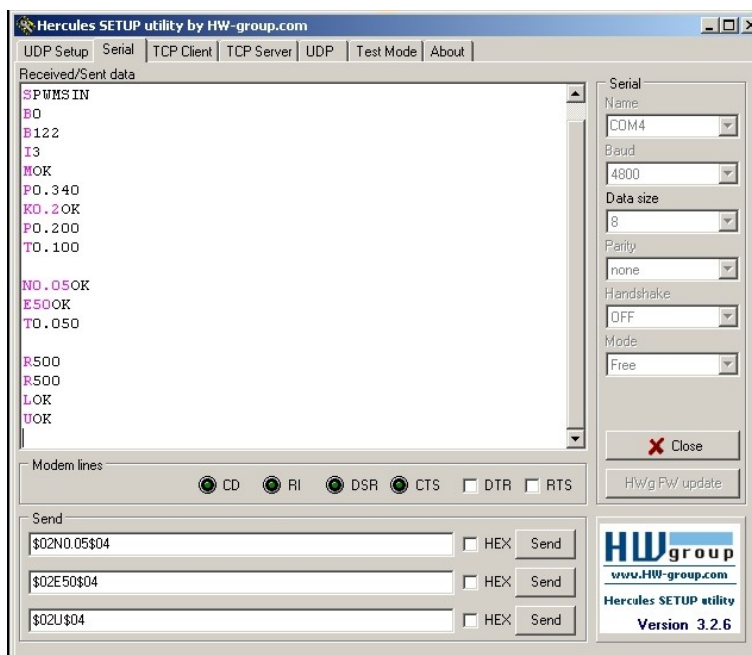 Hercules SETUP utility by HW-group.com
UDP Setup Serial TCP Client TCP Server UDP Test Mode About
Received/Sent data
SPWMSIN
B0
B122
I3
MOK
P0.340
K0.2OK
P0.200
T0.100
N0.05OK
E50OK
T0.050
R500
R500
LOK
UOK
Serial
Name
COM4
Baud
4800
Data size
8
Parity
none
Handshake
OFF
Mode
Free
Close
HWg FW update
Modem lines
CD RI DSR CTS DTR RTS
Send
$02N0.05$04 HEX Send
$02E50$04 HEX Send
$02U$04 HEX Send
HW group
www.HW-group.com
Hercules SETUP utility
Version 3.2.6